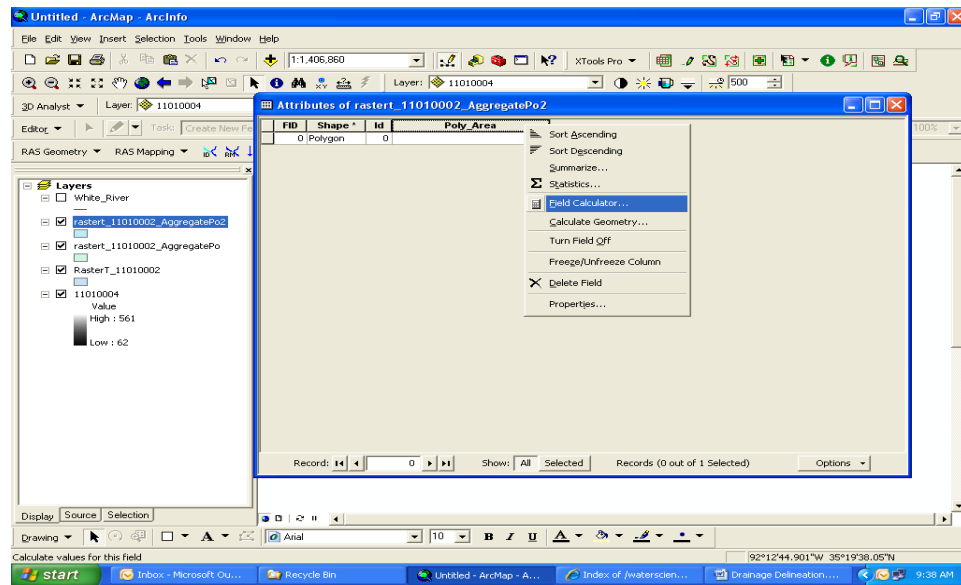 Untitled - ArcMap - ArcInfo
File Edit View Insert Selection Tools Window Help
1:1,406,860 XTools Pro
Layer: 11010004 500
3D Analyst Layer: 11010004
Attributes of rastert_11010002_AggregatePo2
Editor Task: Create New Fe 100%
RAS Geometry RAS Mapping
FID Shape * Id Poly_Area
0 Polygon 0
Sort Ascending
Sort Descending
Summarize...
Statistics...
Field Calculator...
Calculate Geometry...
Turn Field Off
Freeze/Unfreeze Column
Delete Field
Properties...
Layers
White_River
rastert_11010002_AggregatePo2
rastert_11010002_AggregatePo
RasterT_11010002
11010004
Value
High : 561
Low : 62
Record: 0 Show: All Selected Records (0 out of 1 Selected) Options
Display Source Selection
Drawing A Arial 10 B I U A
Calculate values for this field 92°12'44.901"W 35°19'38.05"N
start Inbox - Microsoft Ou... Recycle Bin Untitled - ArcMap - A... Index of /waterscien... Drainage Delineation.... 9:38 AM